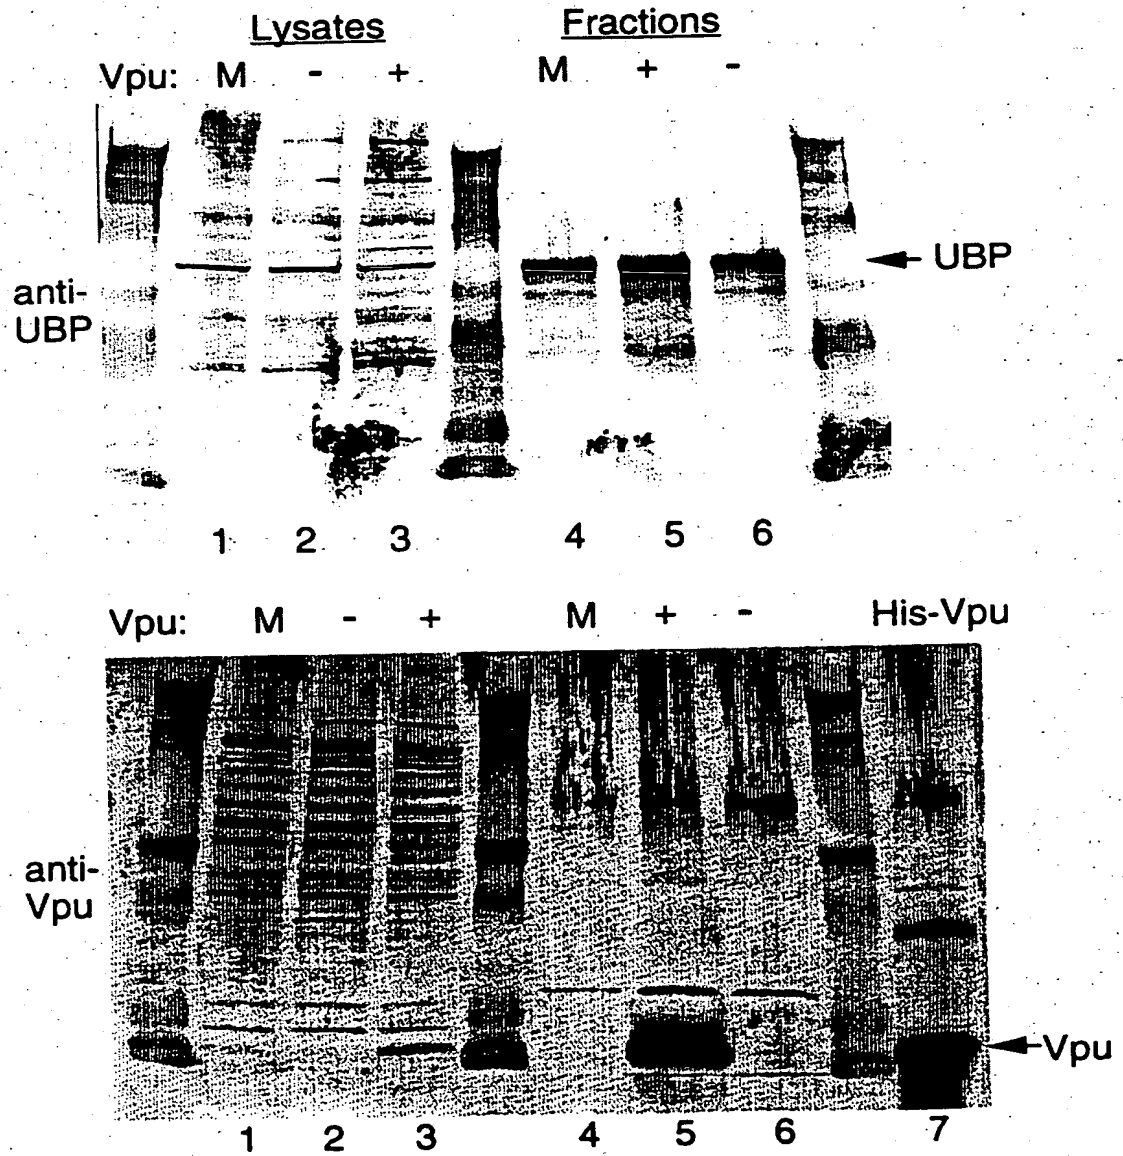 Lysates Fractions
Vpu: M - + M + -
UBP
anti-
UBP
1 2 3 4 5 6
Vpu: M - + M + - His-Vpu
anti-
Vpu
Vpu
1 2 3 4 5 6 7